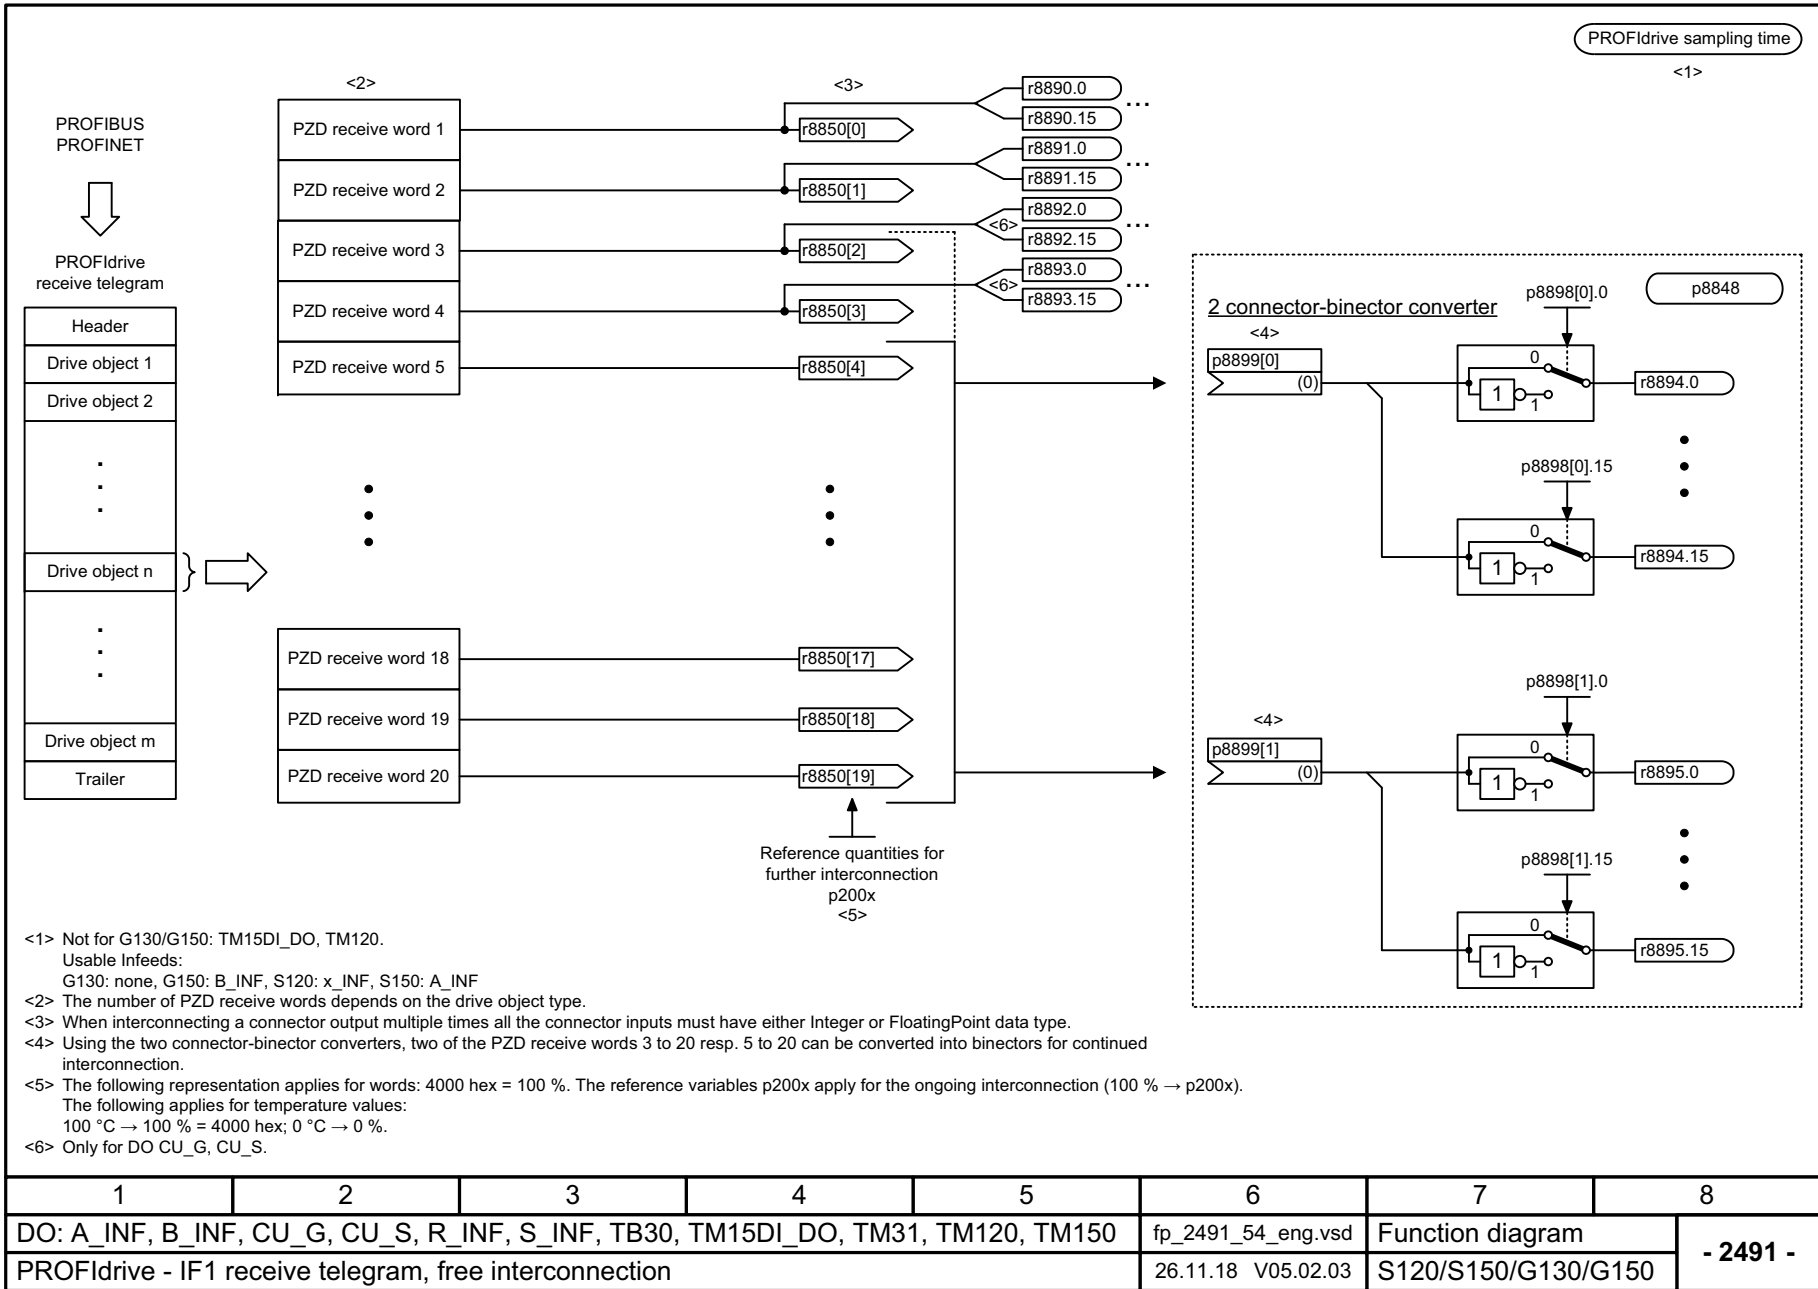 PROFIdrive sampling time
<1>
<2>
<3>
PROFIBUS
PROFINET
PROFIdrive
receive telegram
Header
Drive object 1
Drive object 2
.
.
.
Drive object n
}
.
.
.
Drive object m
Trailer
PZD receive word 1
r8850[0]
r8890.0
...
r8890.15
PZD receive word 2
r8850[1]
r8891.0
...
r8891.15
PZD receive word 3
r8850[2]
<6>
r8892.0
...
r8892.15
PZD receive word 4
r8850[3]
<6>
r8893.0
...
r8893.15
PZD receive word 5
r8850[4]
PZD receive word 18
r8850[17]
PZD receive word 19
r8850[18]
PZD receive word 20
r8850[19]
Reference quantities for
further interconnection
p200x
<5>
2 connector-binector converter
p8848
<4>
p8899[0]
(0)
p8898[0].0
0
1
1
r8894.0
p8898[0].15
0
1
1
r8894.15
<4>
p8899[1]
(0)
p8898[1].0
0
1
1
r8895.0
p8898[1].15
0
1
1
r8895.15
<1> Not for G130/G150: TM15DI_DO, TM120.
Usable Infeeds:
G130: none, G150: B_INF, S120: x_INF, S150: A_INF
<2> The number of PZD receive words depends on the drive object type.
<3> When interconnecting a connector output multiple times all the connector inputs must have either Integer or FloatingPoint data type.
<4> Using the two connector-binector converters, two of the PZD receive words 3 to 20 resp. 5 to 20 can be converted into binectors for continued
interconnection.
<5> The following representation applies for words: 4000 hex = 100 %. The reference variables p200x apply for the ongoing interconnection (100 % → p200x).
The following applies for temperature values:
100 °C → 100 % = 4000 hex; 0 °C → 0 %.
<6> Only for DO CU_G, CU_S.
1 2 3 4 5 6 7 8
DO: A_INF, B_INF, CU_G, CU_S, R_INF, S_INF, TB30, TM15DI_DO, TM31, TM120, TM150
fp_2491_54_eng.vsd
Function diagram
- 2491 -
PROFIdrive - IF1 receive telegram, free interconnection
26.11.18 V05.02.03
S120/S150/G130/G150